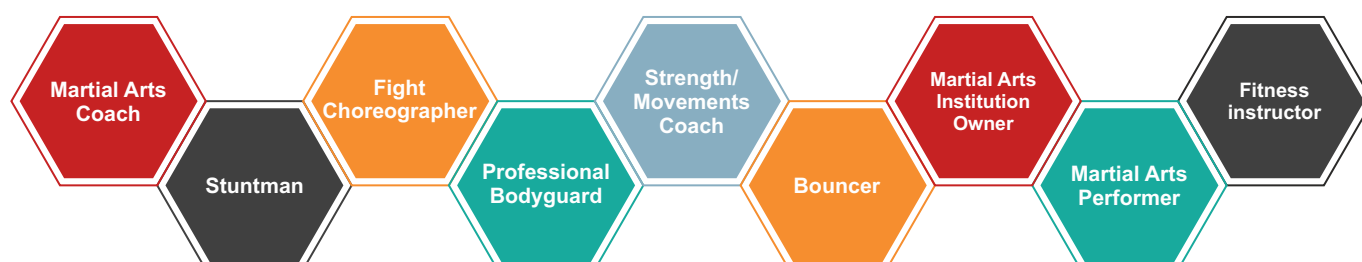 Martial Arts
Coach
Stuntman
Fight
Choreographer
Professional
Bodyguard
Strength/
Movements
Coach
Bouncer
Martial Arts
Institution
Owner
Martial Arts
Performer
Fitness
instructor